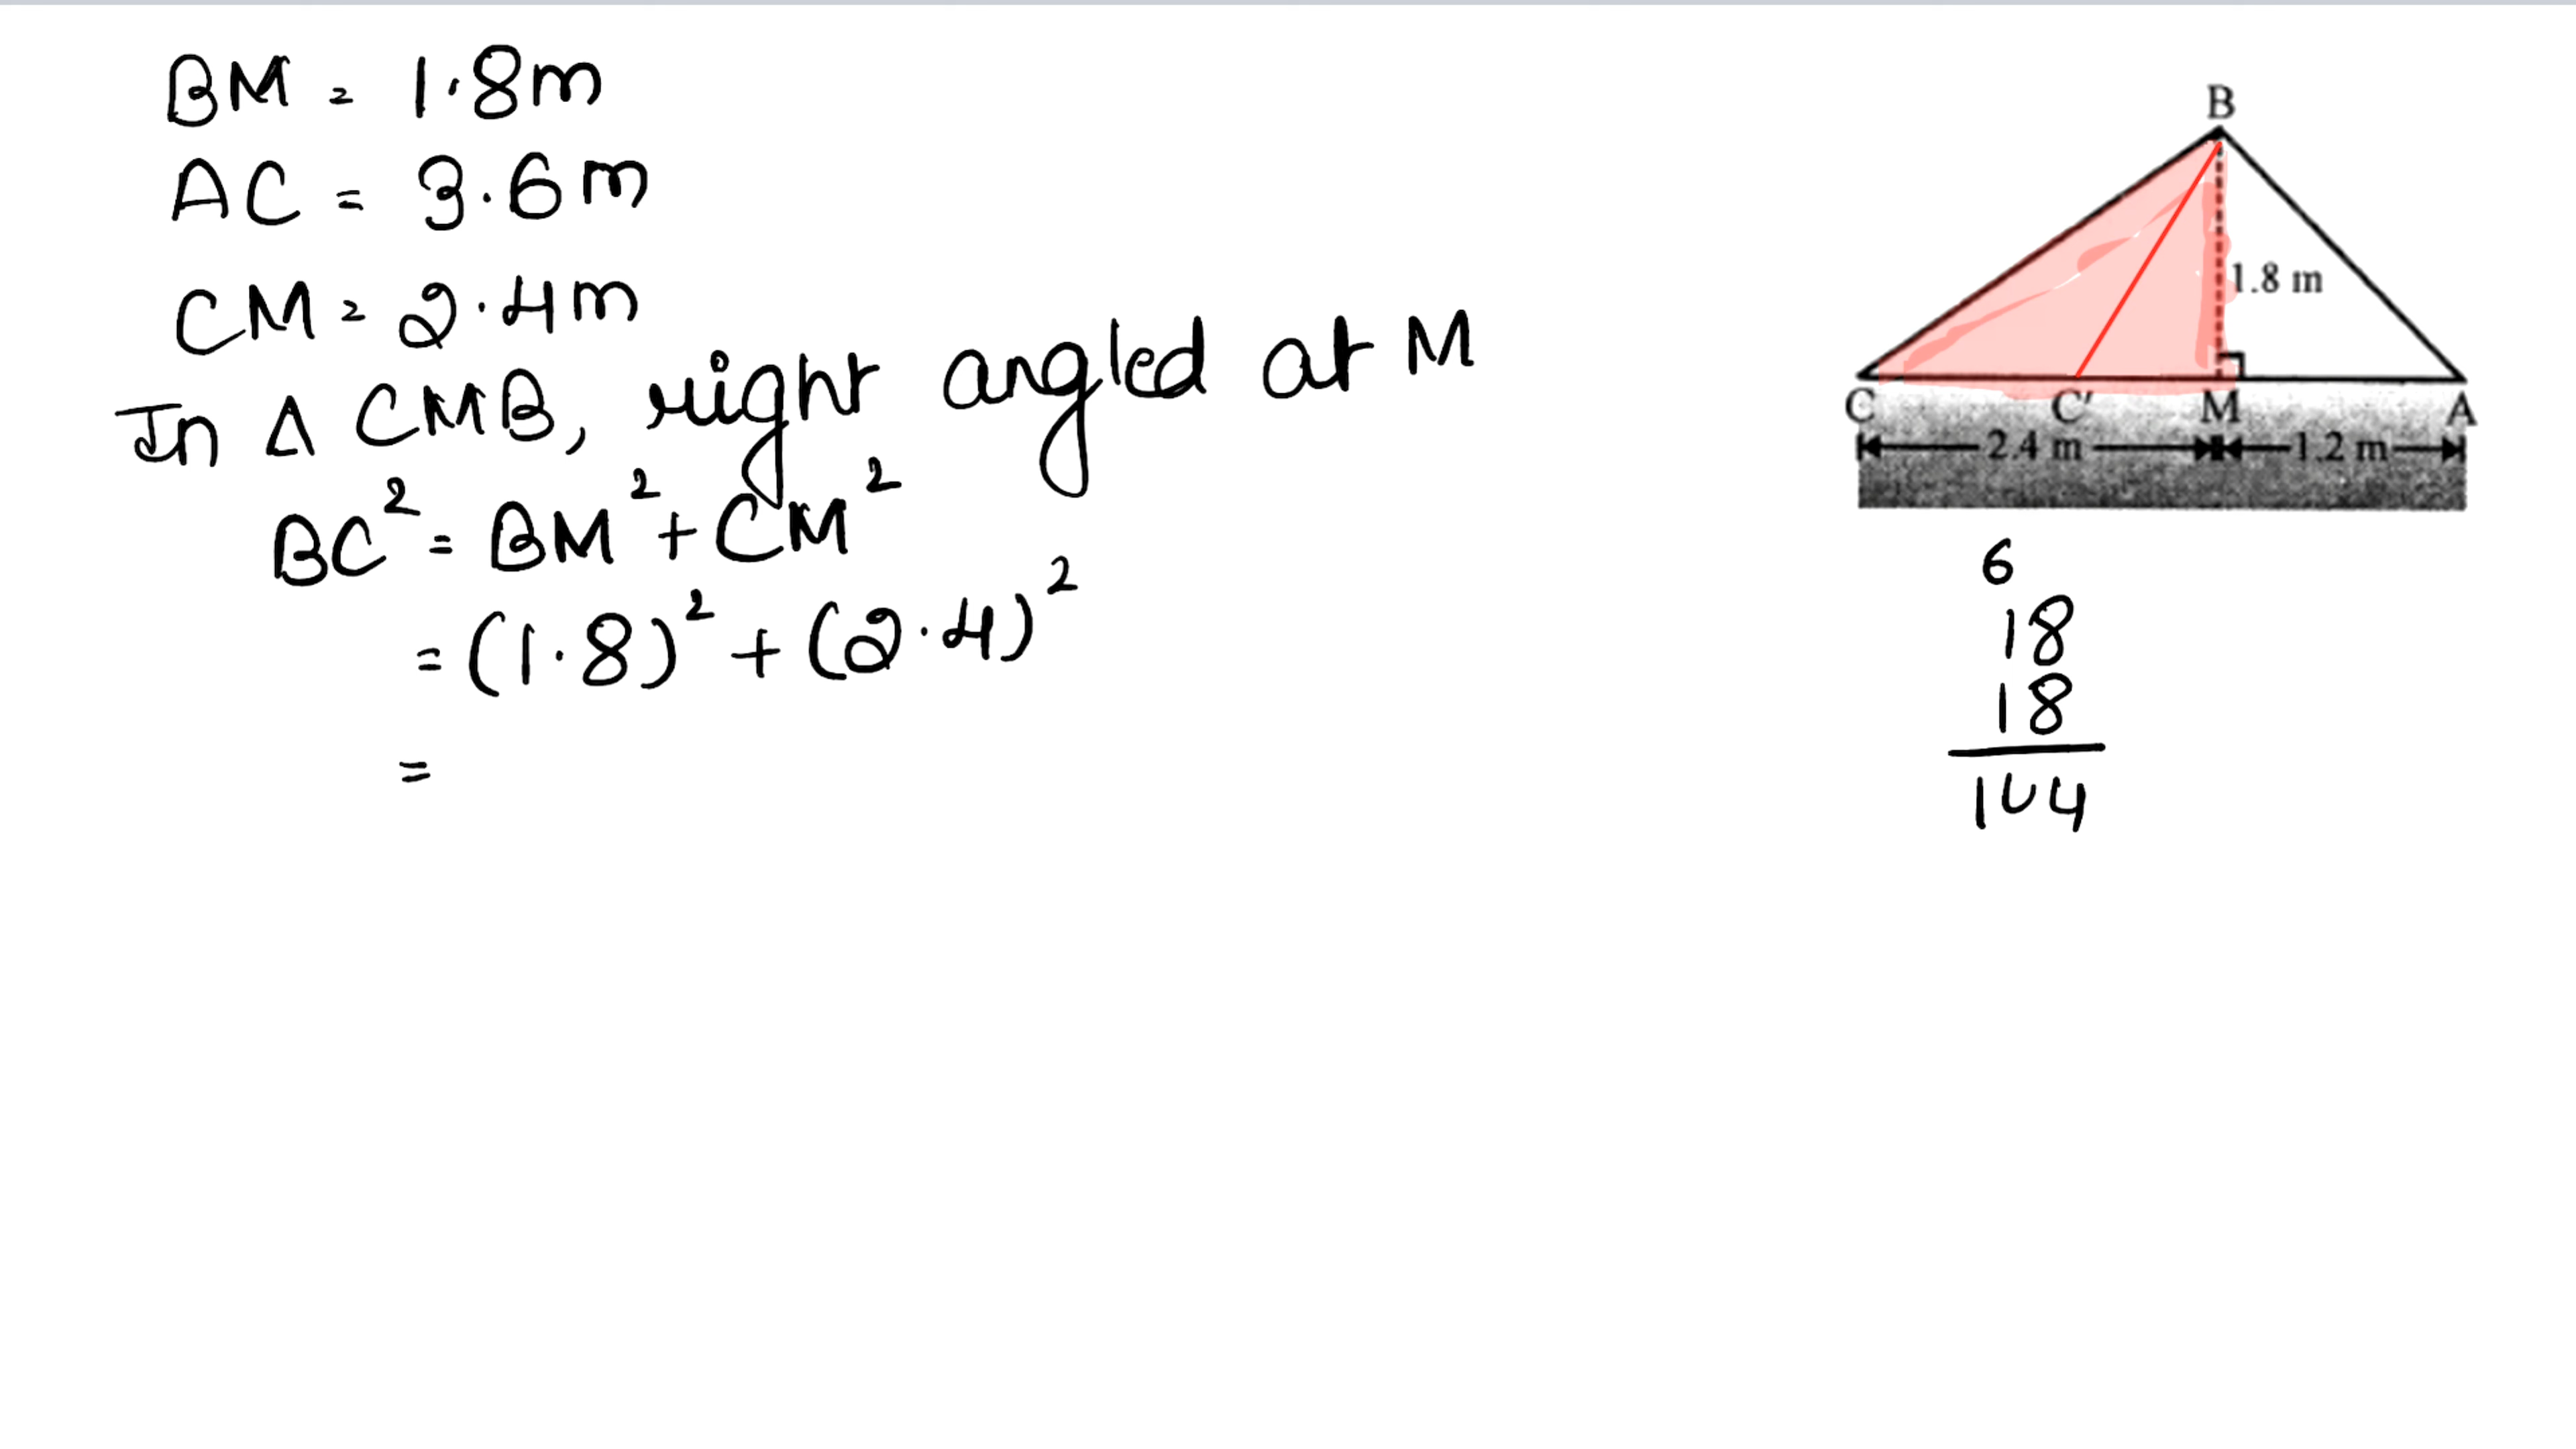 BM = 1.8m
AC = 3.6m
CM = 2.4m
In Δ CMB, right angled at M
BC² = BM² + CM²
= (1.8)² + (2.4)²
=
B
1.8 m
C C' M A
2.4 m 1.2 m
6
18
18
144